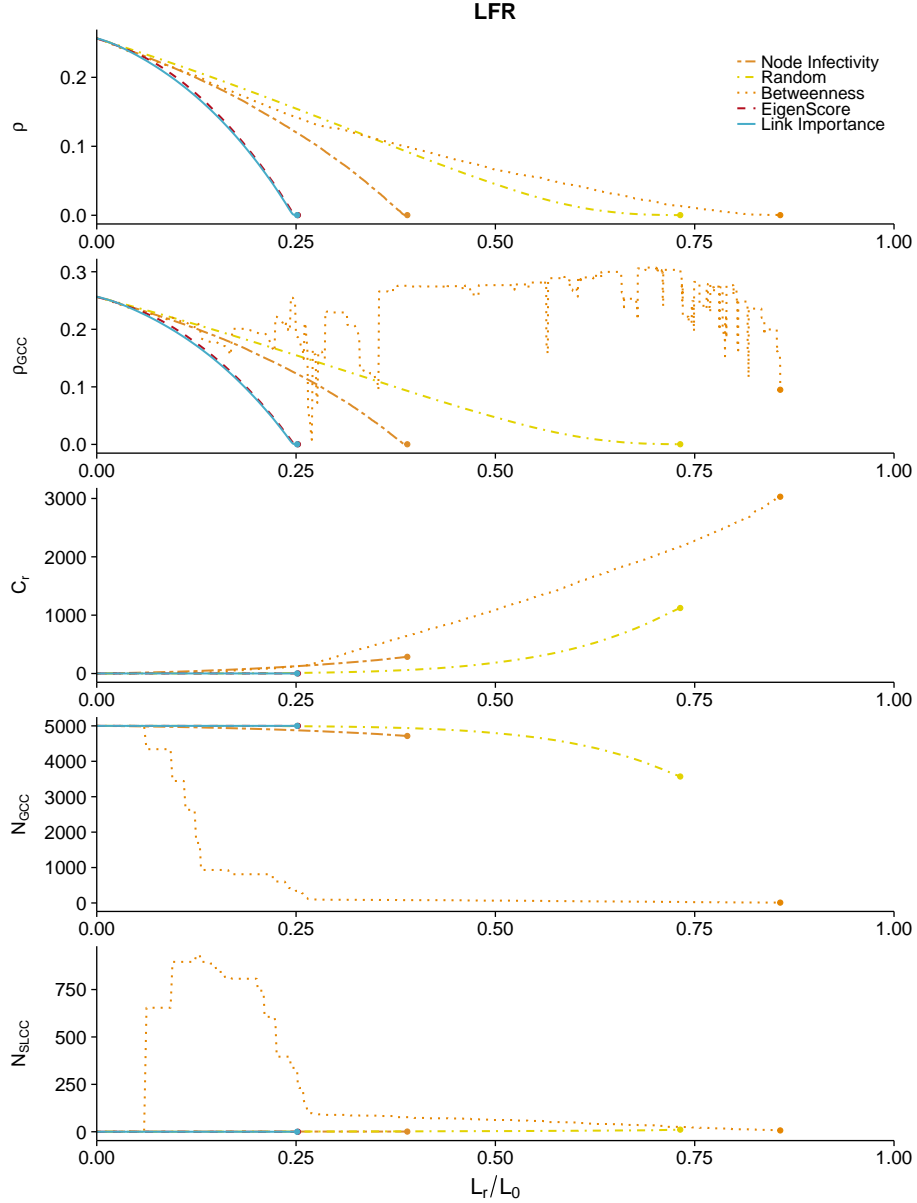 LFR
ρ
0.2
0.1
0.0
Node Infectivity
Random
Betweenness
EigenScore
Link Importance
0.00 0.25 0.50 0.75 1.00
ρGCC
0.3
0.2
0.1
0.0
0.00 0.25 0.50 0.75 1.00
Cr
3000
2000
1000
0
0.00 0.25 0.50 0.75 1.00
NGCC
5000
4000
3000
2000
1000
0
0.00 0.25 0.50 0.75 1.00
NSLCC
750
500
250
0
0.00 0.25 0.50 0.75 1.00
Lr/L0